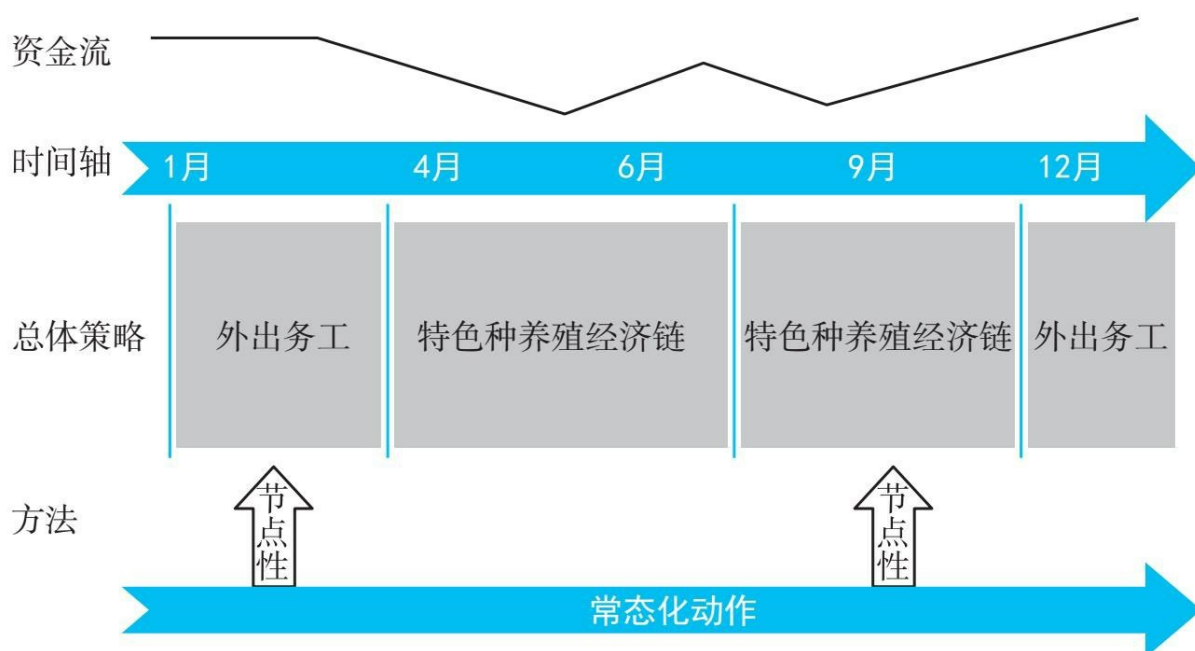 资金流
时间轴
1月
4月
6月
9月
12月
总体策略
外出务工
特色种养殖经济链
特色种养殖经济链
外出务工
方法
节点性
节点性
常态化动作